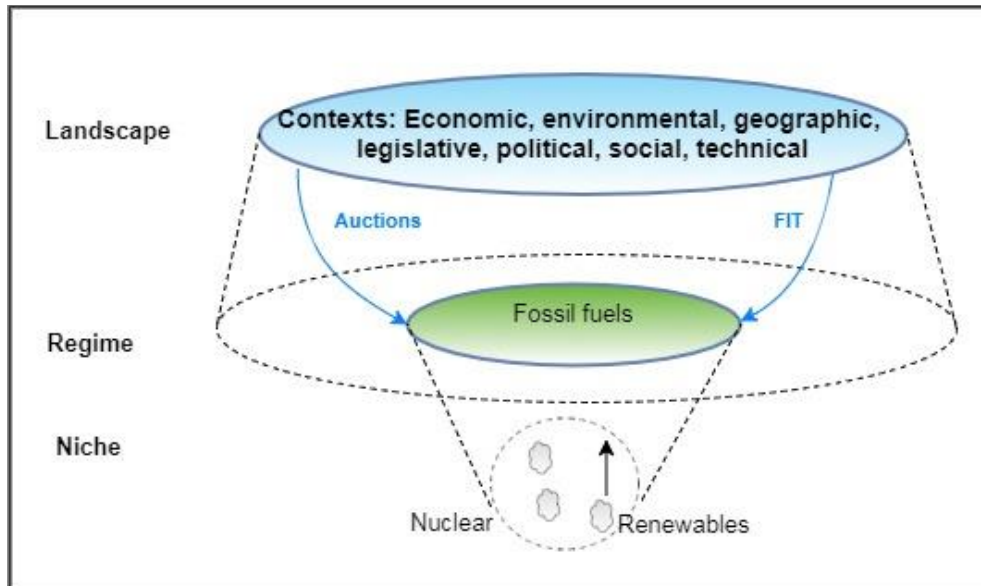 Landscape
Contexts: Economic, environmental, geographic,
legislative, political, social, technical
Auctions
FIT
Fossil fuels
Regime
Niche
Nuclear
Renewables